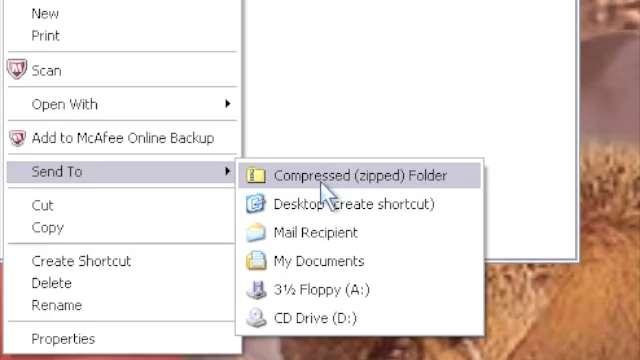 New
Print
Scan
Open With
Add to McAfee Online Backup
Send To
Compressed (zipped) Folder
Desktop (create shortcut)
Mail Recipient
My Documents
3½ Floppy (A:)
CD Drive (D:)
Cut
Copy
Create Shortcut
Delete
Rename
Properties